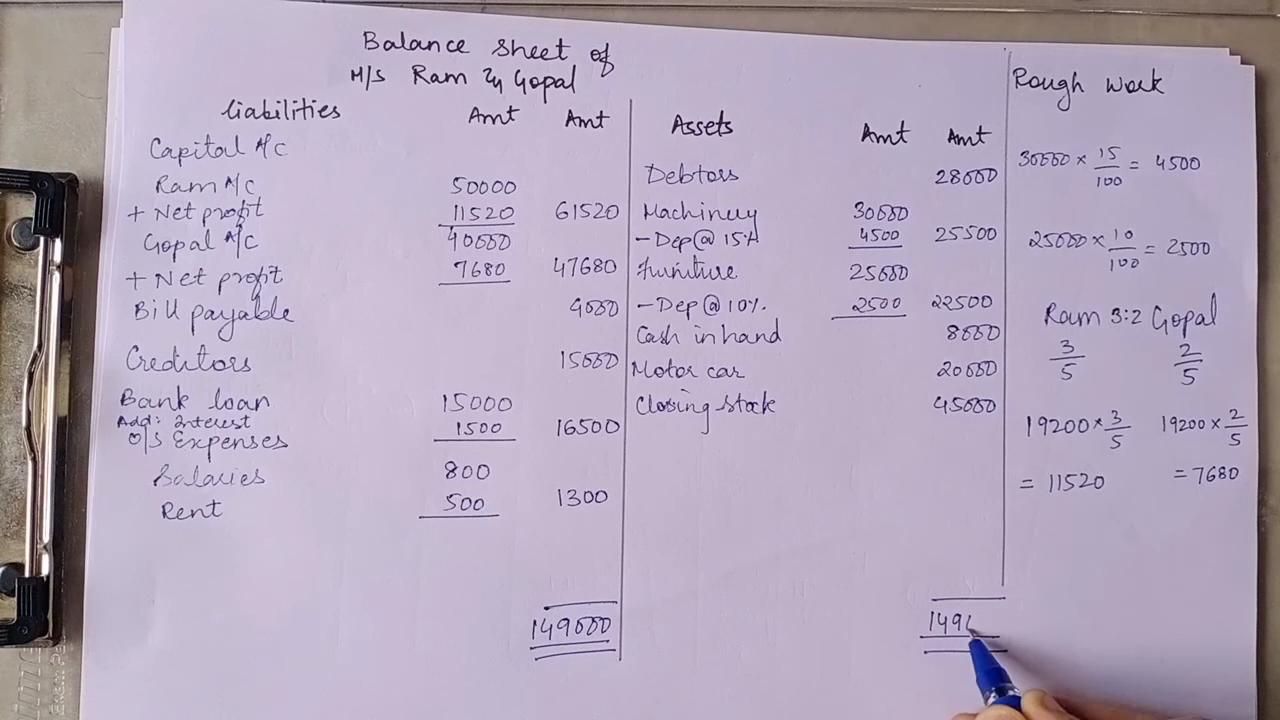 Balance Sheet of
M/S Ram & Gopal
Liabilities Amt Amt
Capital A/C
Ram A/C 50000
+ Net profit 11520 61520
Gopal A/C 40000
+ Net profit 7680 47680
Bill payable
Creditors 15000
Bank loan 15000
Add: Interest 1500 16500
O/S Expenses
Salaries 800
Rent 500 1300
149000
Assets Amt Amt
Debtors 28000
Machinery 30000
- Dep @ 15% 4500 25500
Furniture 25000
- Dep @ 10% 2500 22500
Cash in hand 8000
Motor car 20000
Closing stock 45000
149
Rough Work
30000 × 15/100 = 4500
25000 × 10/100 = 2500
Ram 3:2 Gopal
3/5 2/5
19200 × 3/5 19200 × 2/5
= 11520 = 7680